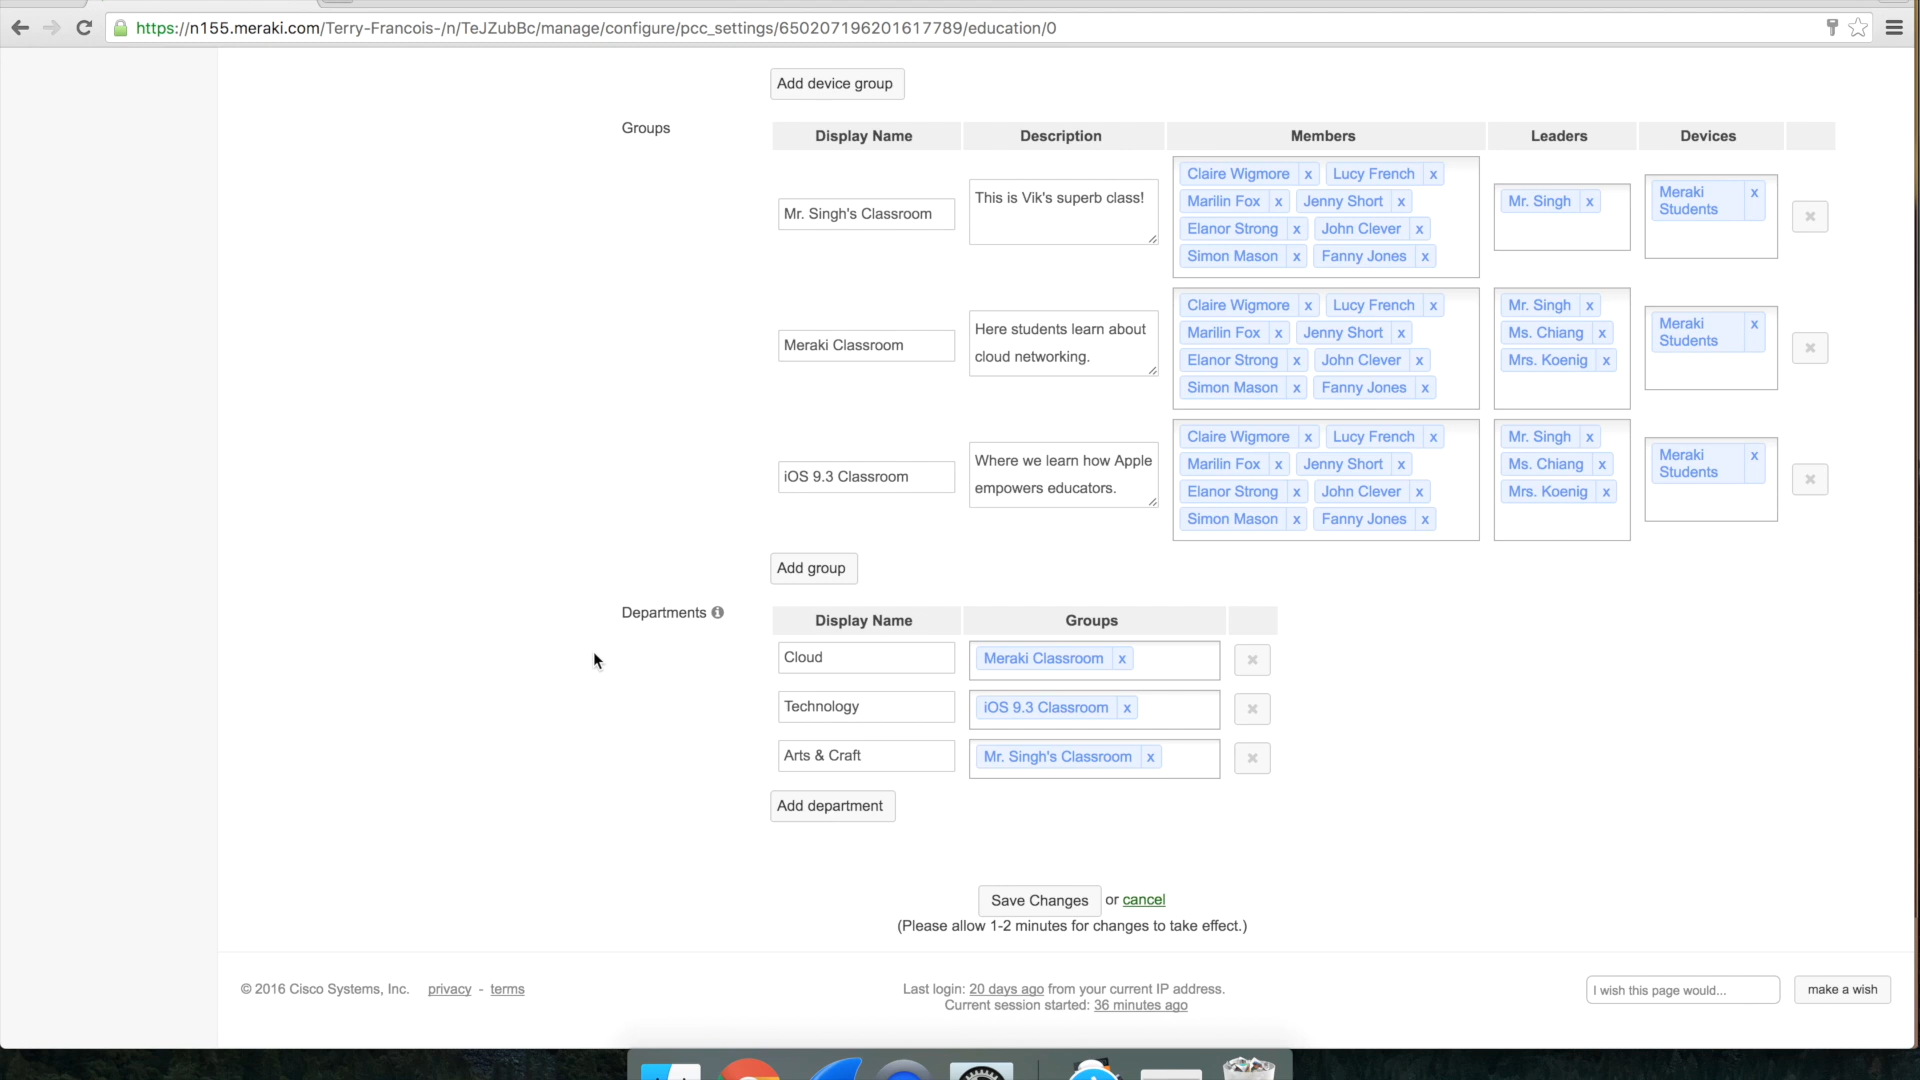 https://n155.meraki.com/Terry-Francois-/n/TeJZubBc/manage/configure/pcc_settings/650207196201617789/education/0
Add device group
Groups
Display Name Description Members Leaders Devices
Mr. Singh's Classroom
This is Vik's superb class!
Claire Wigmore x Lucy French x
Marilin Fox x Jenny Short x
Elanor Strong x John Clever x
Simon Mason x Fanny Jones x
Mr. Singh x
Meraki Students x
Meraki Classroom
Here students learn about
cloud networking.
Claire Wigmore x Lucy French x
Marilin Fox x Jenny Short x
Elanor Strong x John Clever x
Simon Mason x Fanny Jones x
Mr. Singh x
Ms. Chiang x
Mrs. Koenig x
Meraki Students x
iOS 9.3 Classroom
Where we learn how Apple
empowers educators.
Claire Wigmore x Lucy French x
Marilin Fox x Jenny Short x
Elanor Strong x John Clever x
Simon Mason x Fanny Jones x
Mr. Singh x
Ms. Chiang x
Mrs. Koenig x
Meraki Students x
Add group
Departments
Display Name Groups
Cloud Meraki Classroom x
Technology iOS 9.3 Classroom x
Arts & Craft Mr. Singh's Classroom x
Add department
Save Changes or cancel
(Please allow 1-2 minutes for changes to take effect.)
© 2016 Cisco Systems, Inc. privacy - terms
Last login: 20 days ago from your current IP address.
Current session started: 36 minutes ago
I wish this page would... make a wish